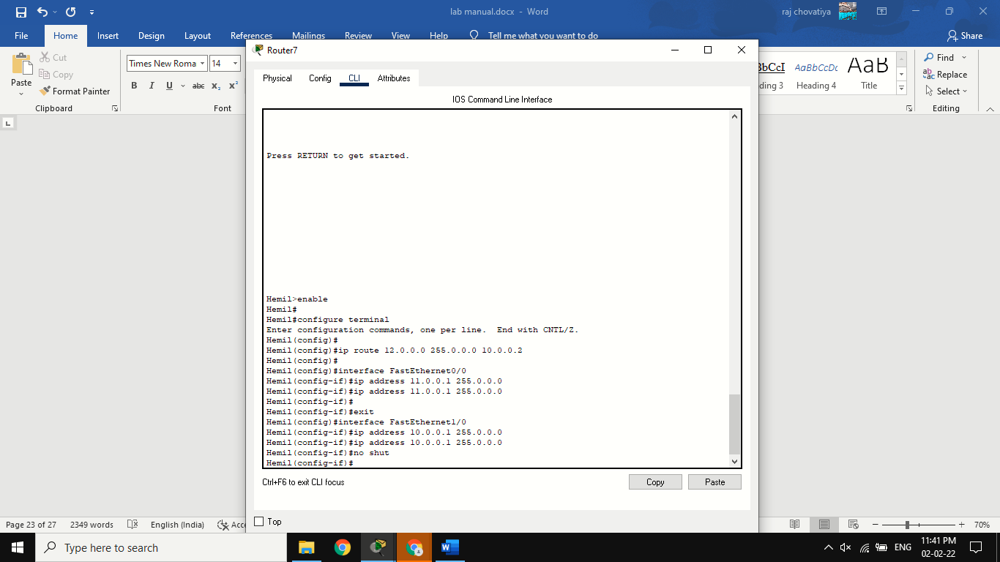 lab manual.docx - Word
raj chovatiya
File Home Insert Design Layout References Mailings Review View Help Tell me what you want to do
Share
Router7
Paste
Cut
Copy
Format Painter
Clipboard
Times New Roma
14
B I U abc x₂ x²
Font
Physical Config CLI Attributes
IOS Command Line Interface
Press RETURN to get started.
Hemil>enable
Hemil#
Hemil#configure terminal
Enter configuration commands, one per line. End with CNTL/Z.
Hemil(config)#
Hemil(config)#ip route 12.0.0.0 255.0.0.0 10.0.0.2
Hemil(config)#
Hemil(config)#interface FastEthernet0/0
Hemil(config-if)#ip address 11.0.0.1 255.0.0.0
Hemil(config-if)#ip address 11.0.0.1 255.0.0.0
Hemil(config-if)#
Hemil(config-if)#exit
Hemil(config)#interface FastEthernet1/0
Hemil(config-if)#ip address 10.0.0.1 255.0.0.0
Hemil(config-if)#ip address 10.0.0.1 255.0.0.0
Hemil(config-if)#no shut
Hemil(config-if)#
Ctrl+F6 to exit CLI focus
Copy
Paste
Top
bCcI AaBbCcDc AaB
ding 3 Heading 4 Title
Find
Replace
Select
Editing
Page 23 of 27 2349 words English (India) Acce
70%
Type here to search
ENG
11:41 PM
02-02-22